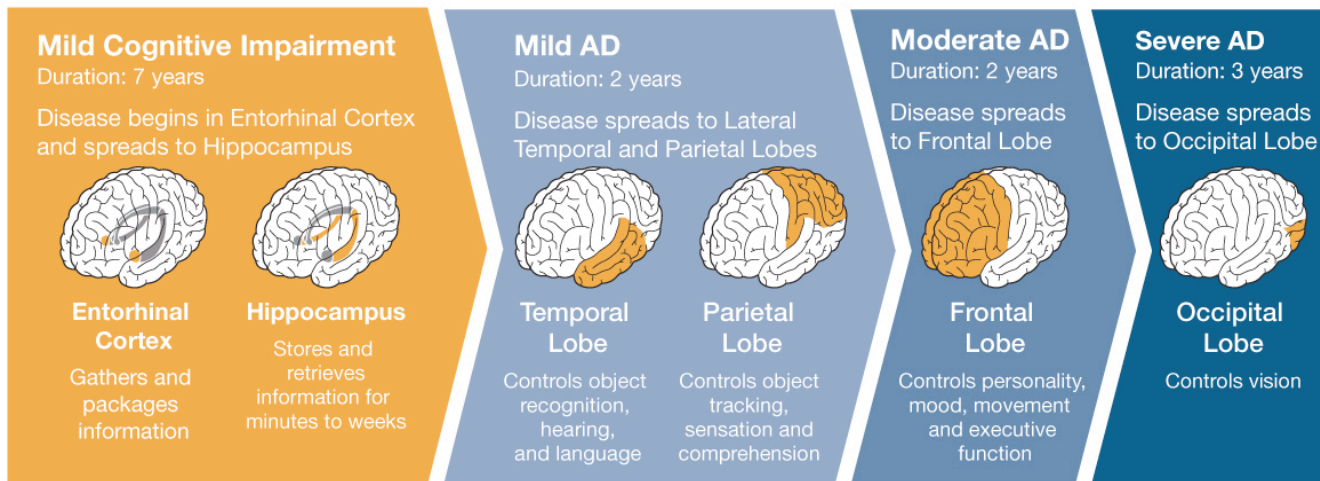 Mild Cognitive Impairment
Duration: 7 years
Disease begins in Entorhinal Cortex
and spreads to Hippocampus
Entorhinal
Cortex
Gathers and
packages
information
Hippocampus
Stores and
retrieves
information for
minutes to weeks
Mild AD
Duration: 2 years
Disease spreads to Lateral
Temporal and Parietal Lobes
Temporal
Lobe
Controls object
recognition,
hearing,
and language
Parietal
Lobe
Controls object
tracking,
sensation and
comprehension
Moderate AD
Duration: 2 years
Disease spreads
to Frontal Lobe
Frontal
Lobe
Controls personality,
mood, movement
and executive
function
Severe AD
Duration: 3 years
Disease spreads
to Occipital Lobe
Occipital
Lobe
Controls vision